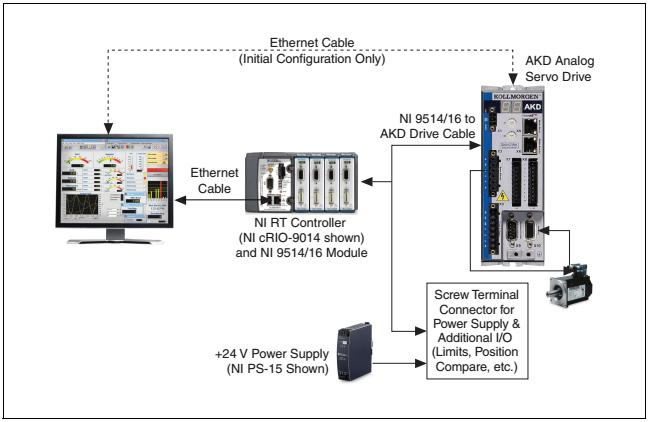 Ethernet Cable
(Initial Configuration Only)
AKD Analog
Servo Drive
KOLLMORGEN
AKD
NI 9514/16 to
AKD Drive Cable
Ethernet
Cable
NI RT Controller
(NI cRIO-9014 shown)
and NI 9514/16 Module
X9
X10
Screw Terminal
Connector for
Power Supply &
Additional I/O
(Limits, Position
Compare, etc.)
+24 V Power Supply
(NI PS-15 Shown)